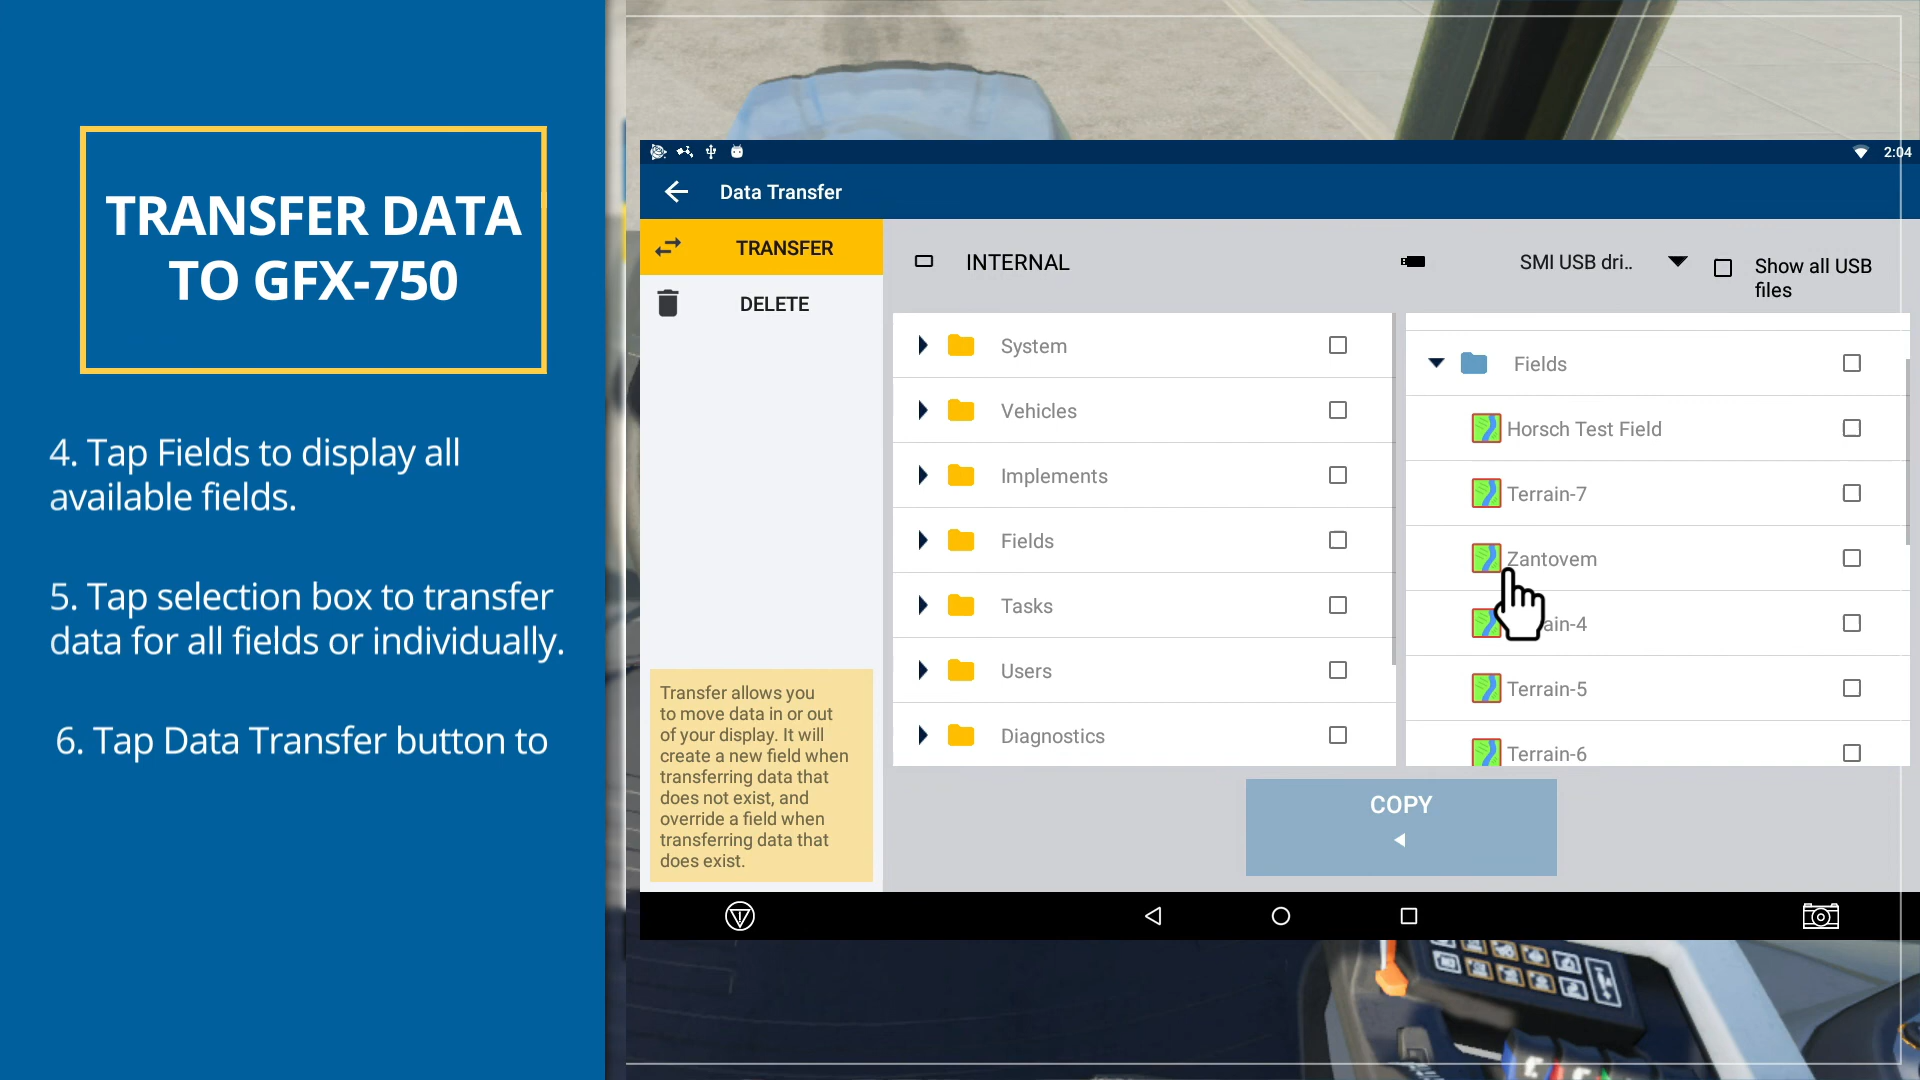 TRANSFER DATA
TO GFX-750
4. Tap Fields to display all
available fields.
5. Tap selection box to transfer
data for all fields or individually.
6. Tap Data Transfer button to
2:04
Data Transfer
TRANSFER
DELETE
Transfer allows you
to move data in or out
of your display. It will
create a new field when
transferring data that
does not exist, and
override a field when
transferring data that
does exist.
INTERNAL
System
Vehicles
Implements
Fields
Tasks
Users
Diagnostics
SMI USB dri..
Show all USB
files
Fields
Horsch Test Field
Terrain-7
Zantovem
ain-4
Terrain-5
Terrain-6
COPY